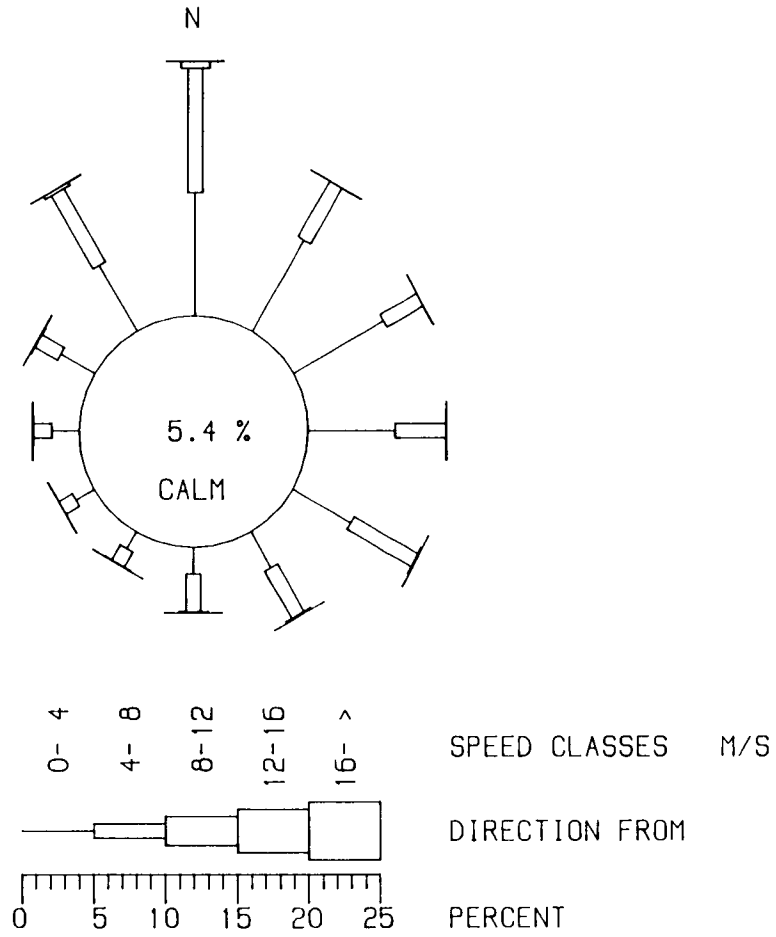 N
5.4 %
CALM
0- 4
4- 8
8-12
12-16
16- >
SPEED CLASSES M/S
DIRECTION FROM
0 5 10 15 20 25
PERCENT